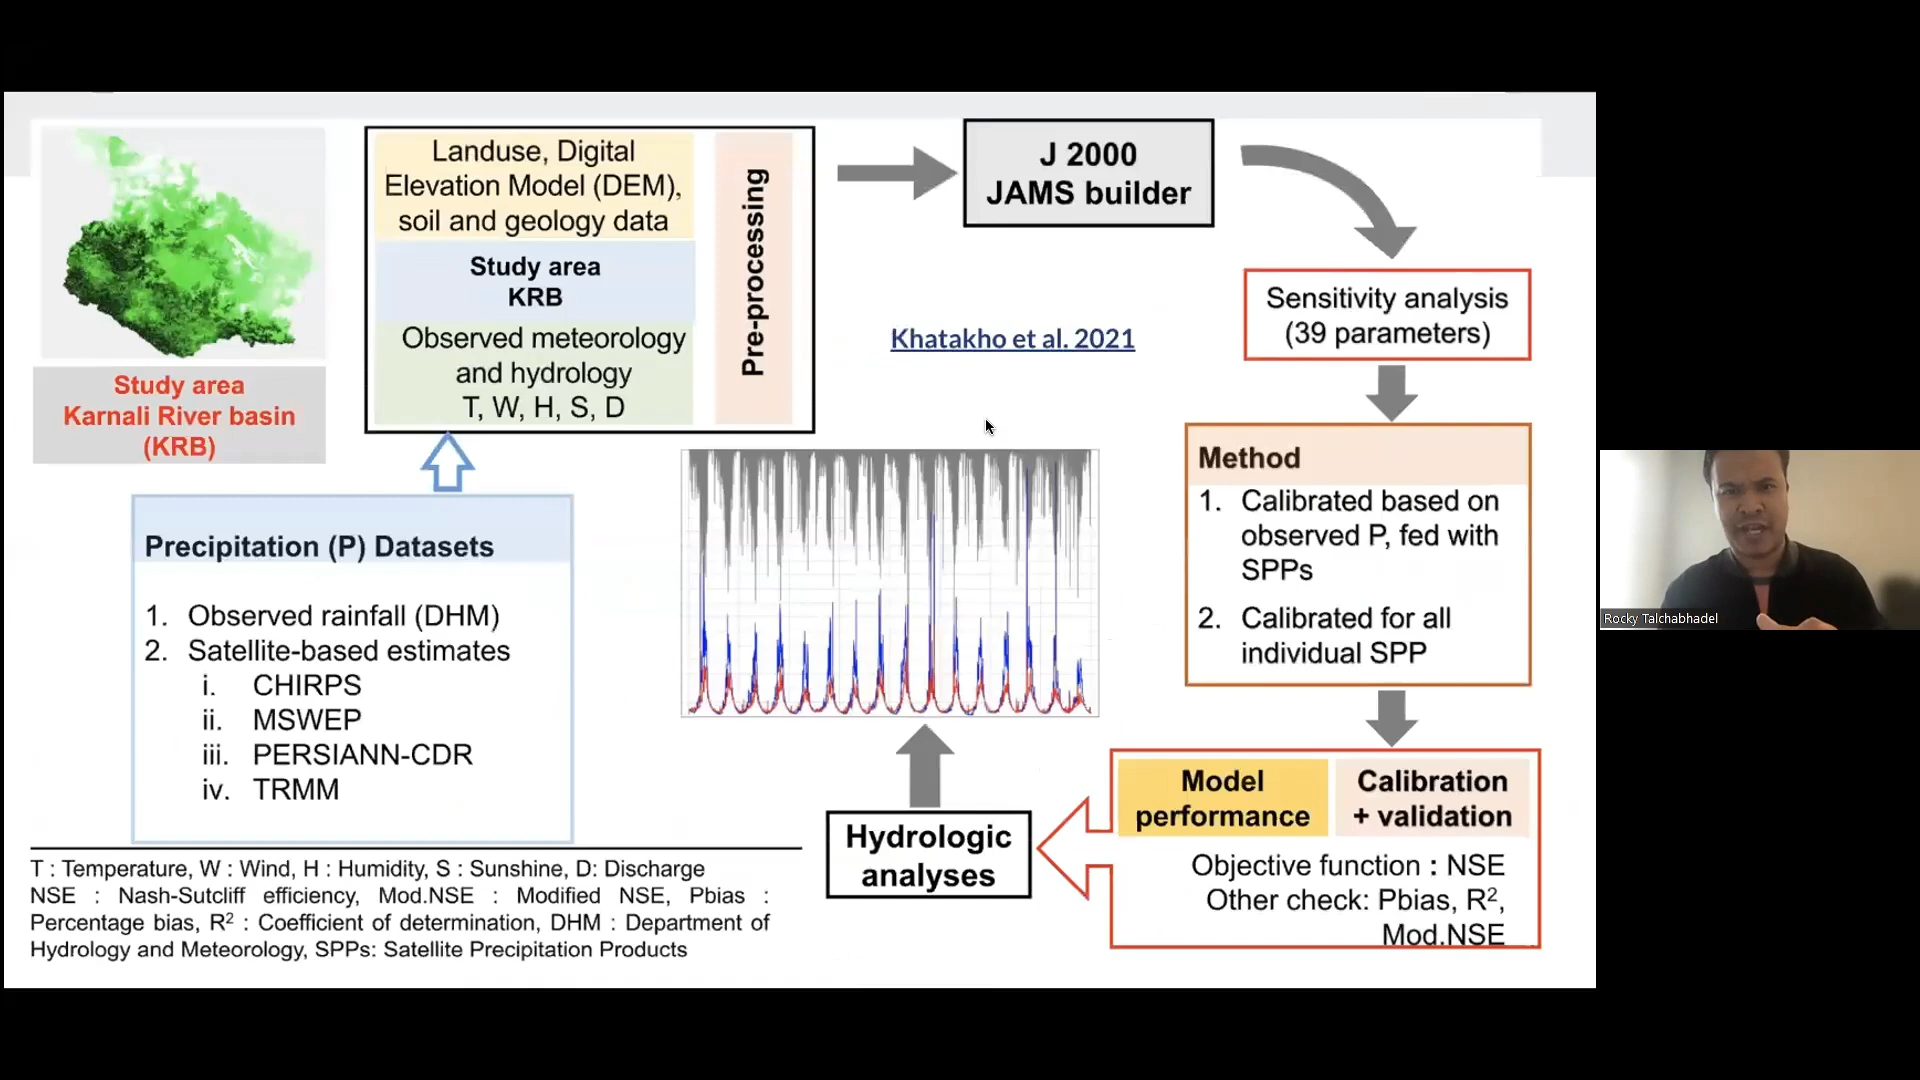 Study area
Karnali River basin
(KRB)
Landuse, Digital
Elevation Model (DEM),
soil and geology data
Study area
KRB
Observed meteorology
and hydrology
T, W, H, S, D
Pre-processing
J 2000
JAMS builder
Khatakho et al. 2021
Sensitivity analysis
(39 parameters)
Method
1. Calibrated based on
observed P, fed with
SPPs
2. Calibrated for all
individual SPP
Precipitation (P) Datasets
1. Observed rainfall (DHM)
2. Satellite-based estimates
i. CHIRPS
ii. MSWEP
iii. PERSIANN-CDR
iv. TRMM
Model
performance
Calibration
+ validation
Objective function : NSE
Other check: Pbias, R²,
Mod.NSE
Hydrologic
analyses
T : Temperature, W : Wind, H : Humidity, S : Sunshine, D: Discharge
NSE : Nash-Sutcliff efficiency, Mod.NSE : Modified NSE, Pbias :
Percentage bias, R² : Coefficient of determination, DHM : Department of
Hydrology and Meteorology, SPPs: Satellite Precipitation Products
Rocky Talchabhadel